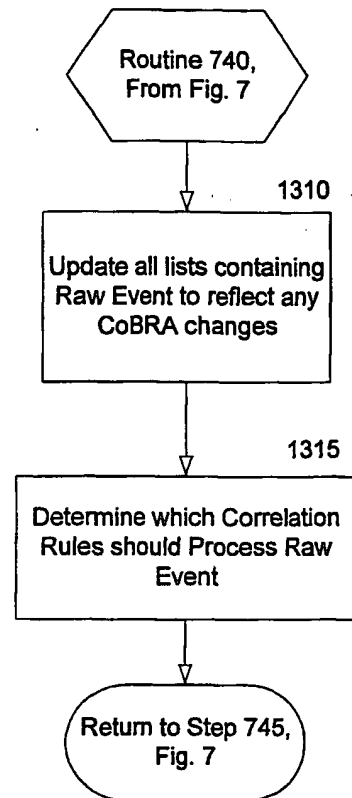 Routine 740,
From Fig. 7
1310
Update all lists containing
Raw Event to reflect any
CoBRA changes
1315
Determine which Correlation
Rules should Process Raw
Event
Return to Step 745,
Fig. 7